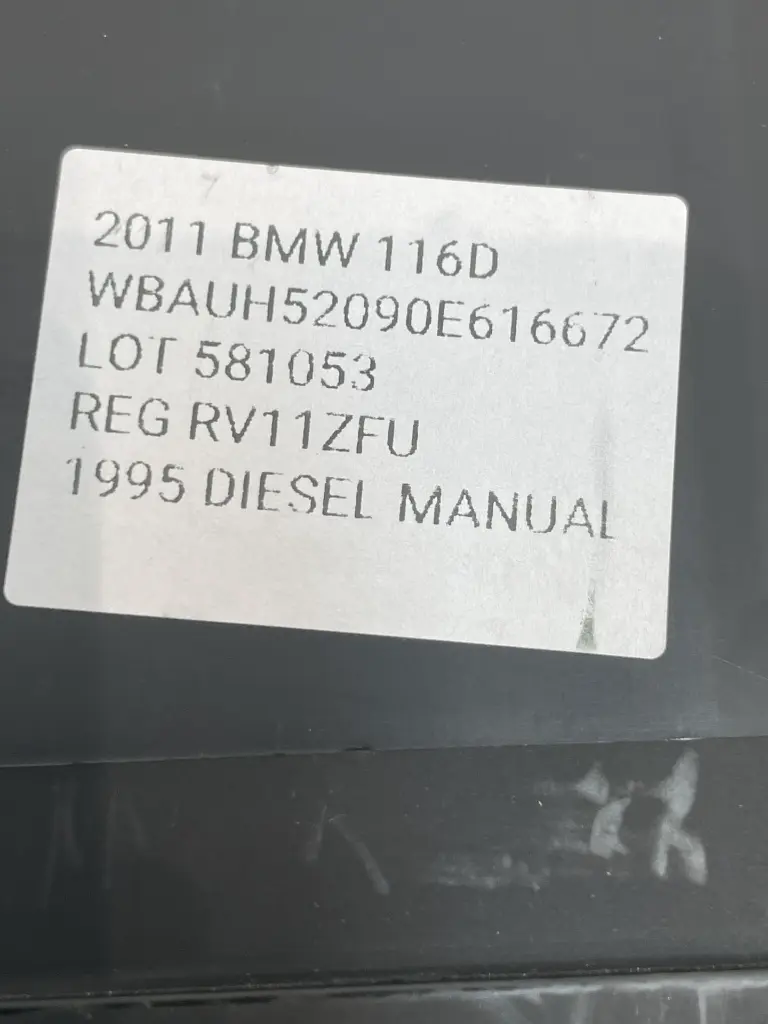 2011 BMW 116D
WBAUH52090E616672
LOT 581053
REG RV11ZFU
1995 DIESEL MANUAL